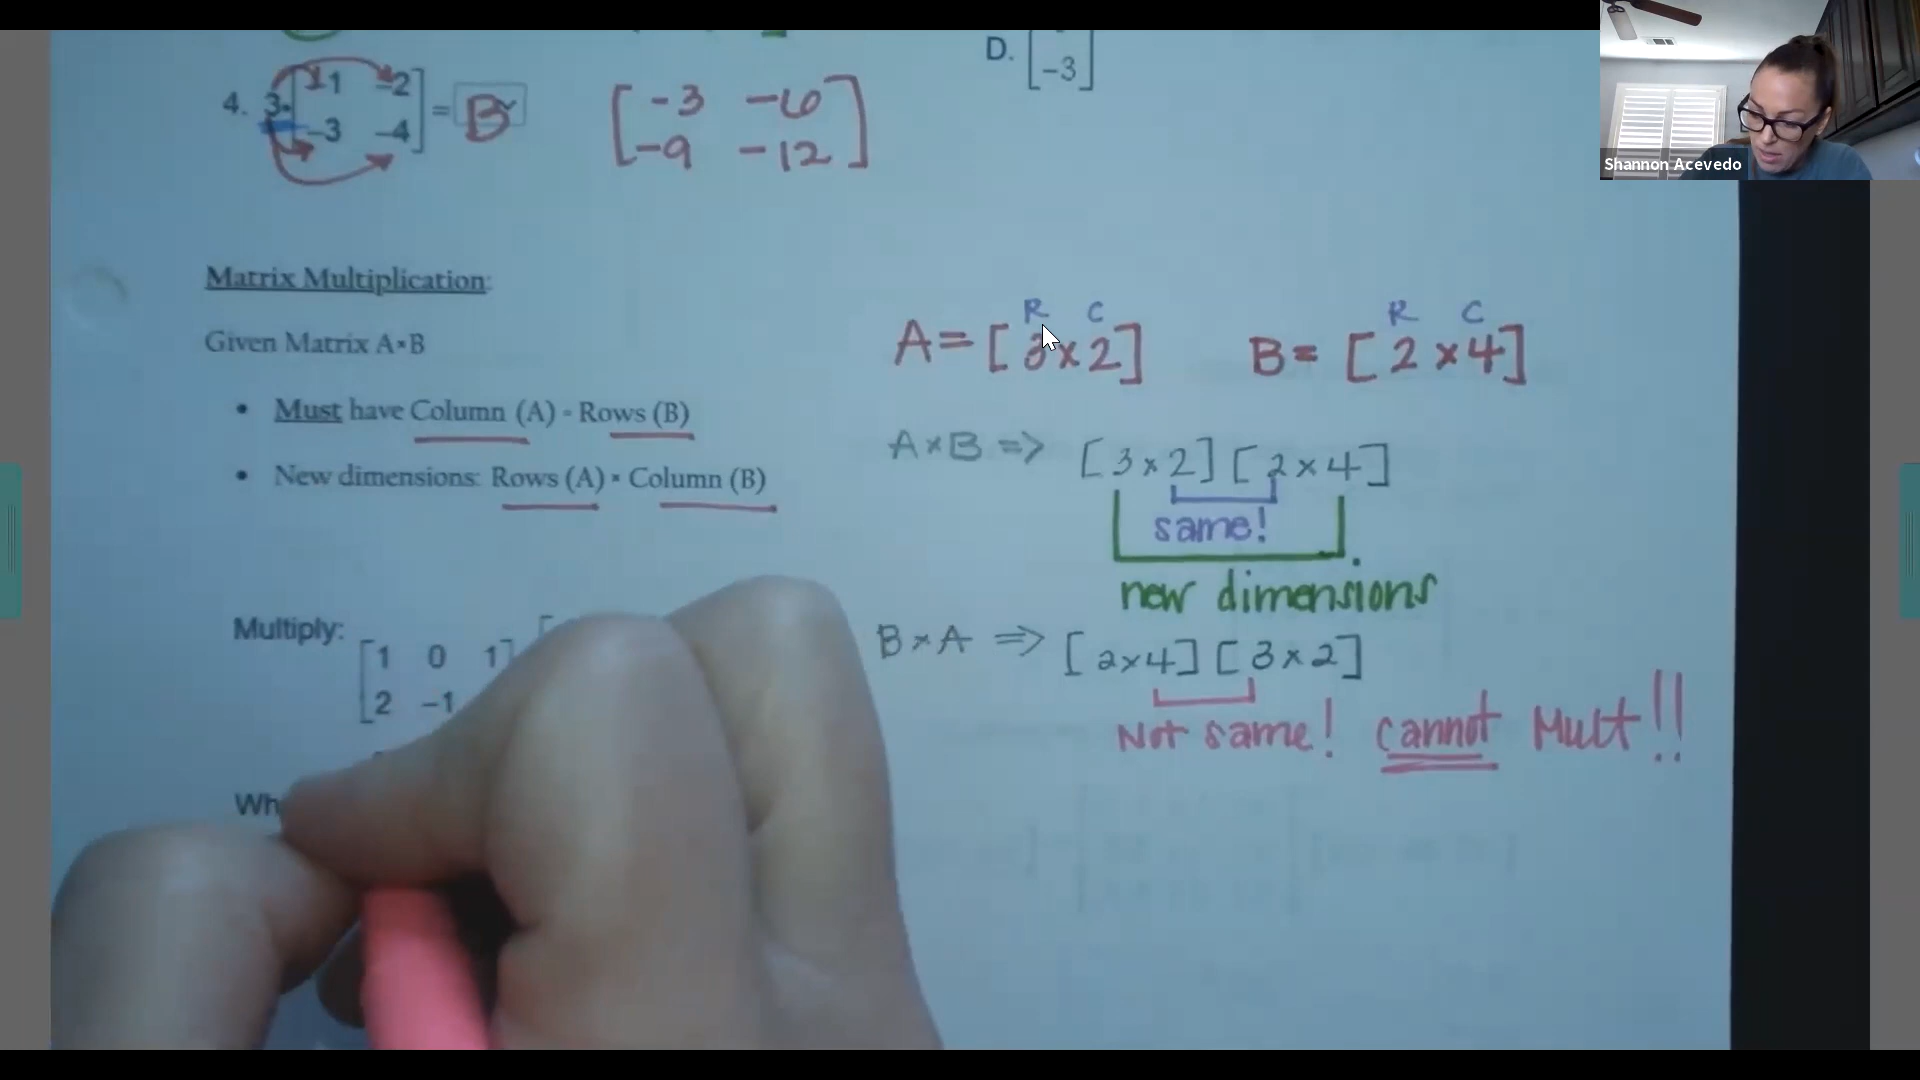 D. [
−3 ]
4. 3· [ 1 −2
−3 −4 ] = B
[ -3 -6
-9 -12 ]
Shannon Acevedo
Matrix Multiplication:
Given Matrix A•B
• Must have Column (A) = Rows (B)
• New dimensions: Rows (A) • Column (B)
R C
A = [ 3 x 2 ]
R C
B = [ 2 x 4 ]
A x B => [ 3 x 2 ] [ 2 x 4 ]
same!
new dimensions
B x A => [ 2 x 4 ] [ 3 x 2 ]
Not same! cannot Mult!!
Multiply:
[ 1 0 1 ]
[ 2 −1